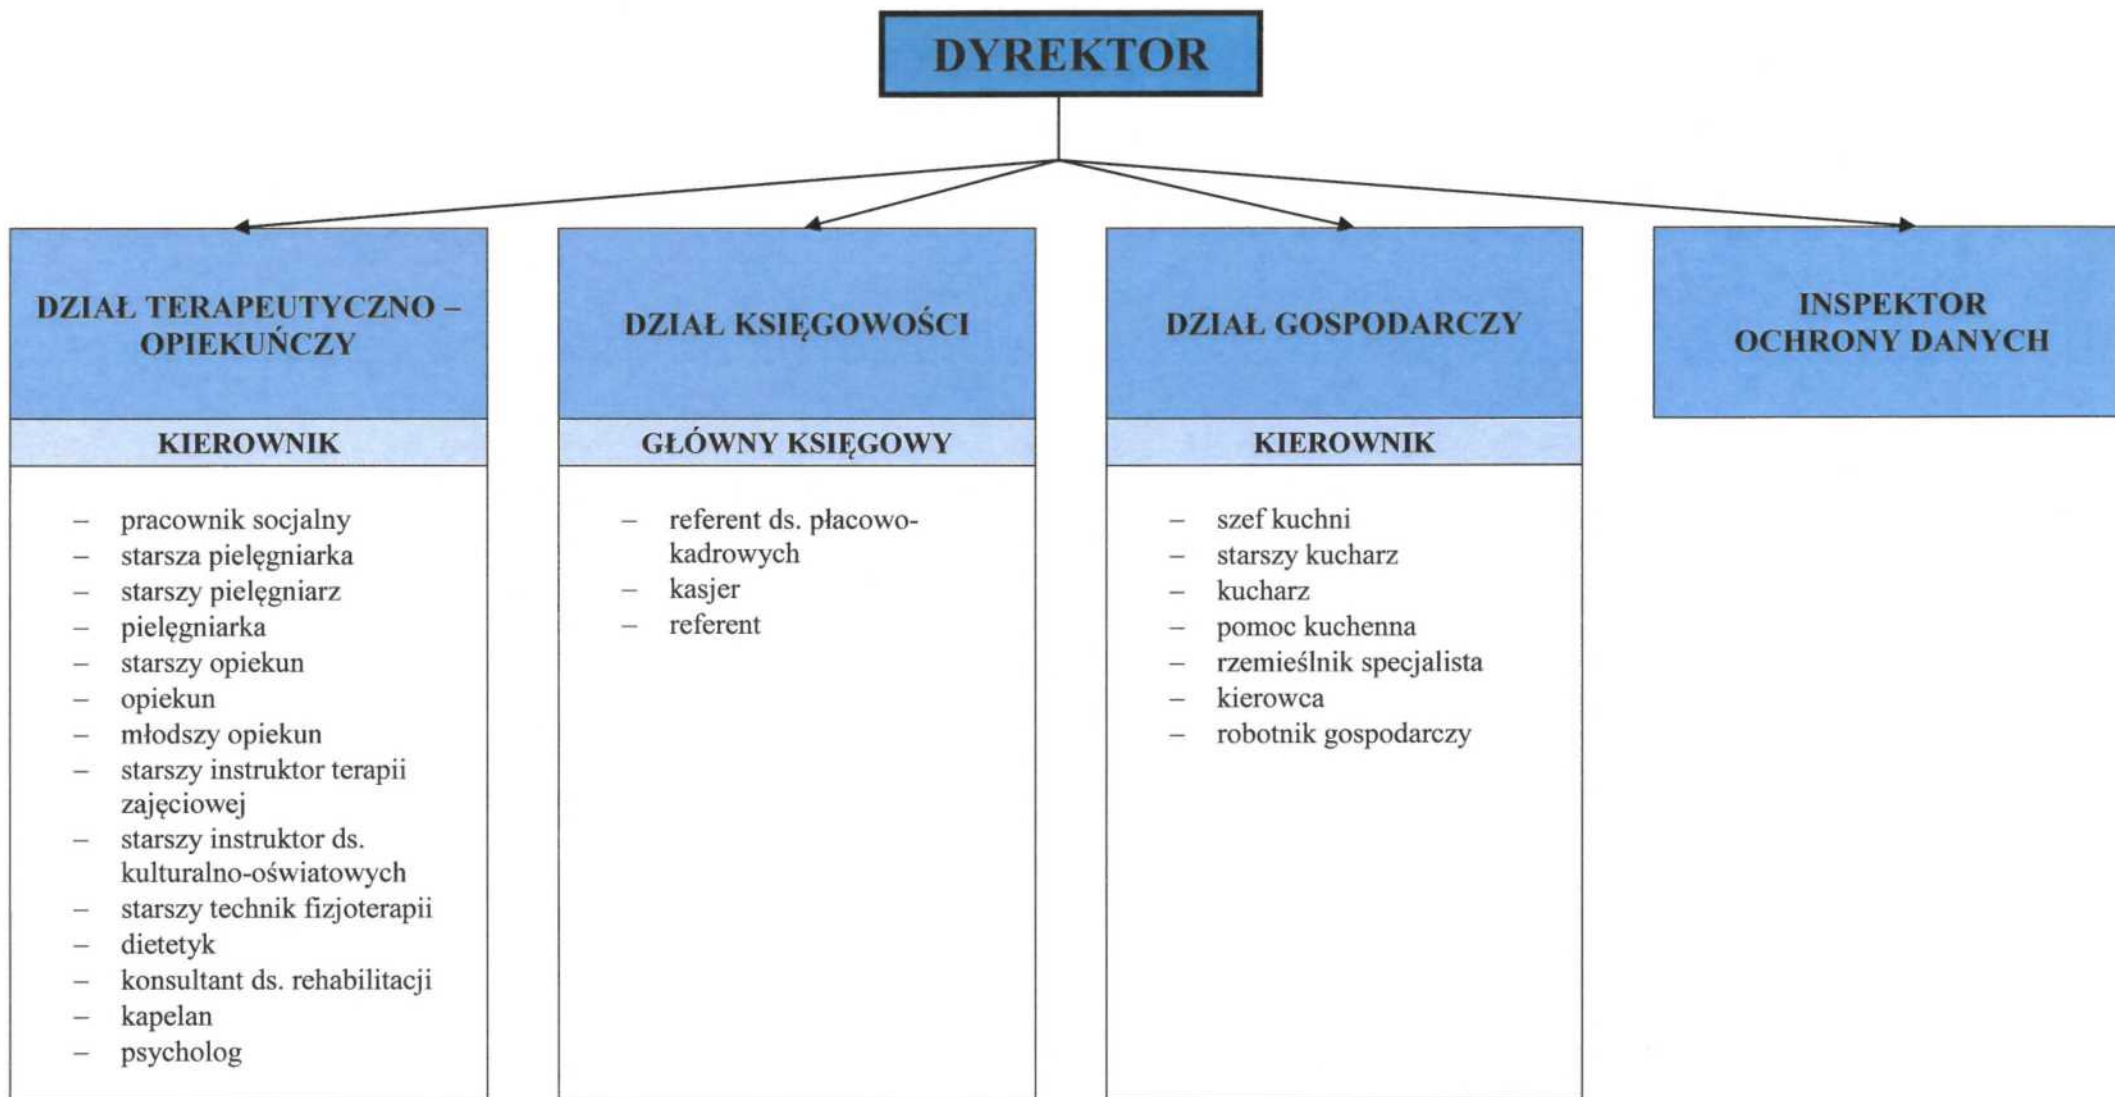 DYREKTOR
DZIAŁ TERAPEUTYCZNO –
OPIEKUŃCZY
KIEROWNIK
– pracownik socjalny
– starsza pielęgniarka
– starszy pielęgniarz
– pielęgniarka
– starszy opiekun
– opiekun
– młodszy opiekun
– starszy instruktor terapii
zajęciowej
– starszy instruktor ds.
kulturalno-oświatowych
– starszy technik fizjoterapii
– dietetyk
– konsultant ds. rehabilitacji
– kapelan
– psycholog
DZIAŁ KSIĘGOWOŚCI
GŁÓWNY KSIĘGOWY
– referent ds. płacowo-
kadrowych
– kasjer
– referent
DZIAŁ GOSPODARCZY
KIEROWNIK
– szef kuchni
– starszy kucharz
– kucharz
– pomoc kuchenna
– rzemieślnik specjalista
– kierowca
– robotnik gospodarczy
INSPEKTOR
OCHRONY DANYCH